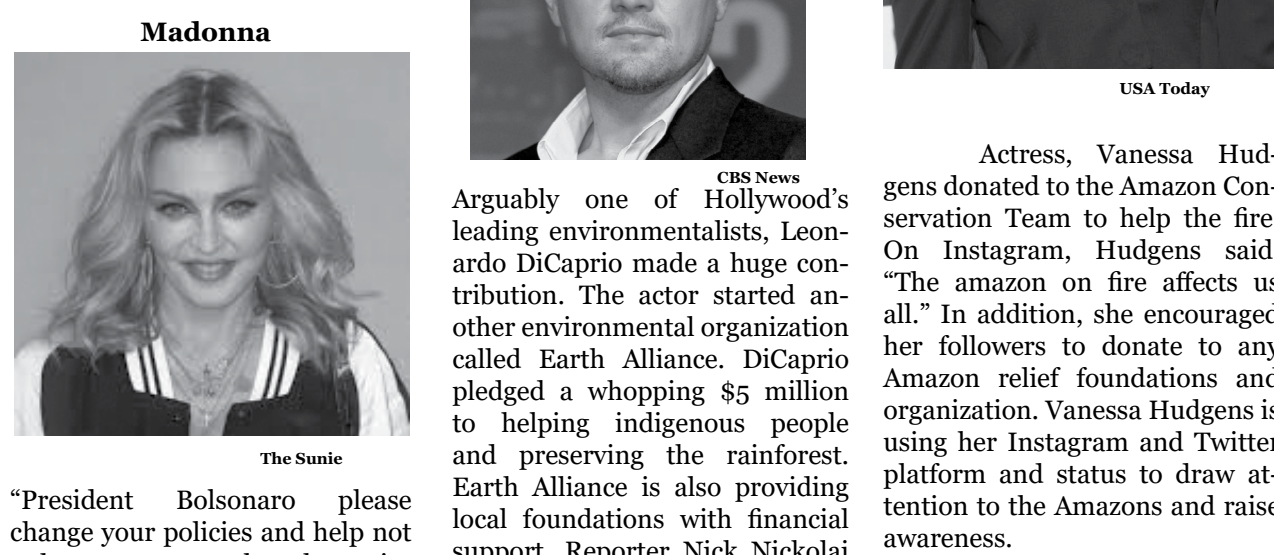 Madonna
The Sunie
“President Bolsonaro please
change your policies and help not
CBS News
Arguably one of Hollywood’s
leading environmentalists, Leon-
ardo DiCaprio made a huge con-
tribution. The actor started an-
other environmental organization
called Earth Alliance. DiCaprio
pledged a whopping $5 million
to helping indigenous people
and preserving the rainforest.
Earth Alliance is also providing
local foundations with financial
support. Reporter Nick Nickolai
USA Today
Actress, Vanessa Hud-
gens donated to the Amazon Con-
servation Team to help the fire
On Instagram, Hudgens said
“The amazon on fire affects us
all.” In addition, she encouraged
her followers to donate to any
Amazon relief foundations and
organization. Vanessa Hudgens is
using her Instagram and Twitter
platform and status to draw at-
tention to the Amazons and raise
awareness.